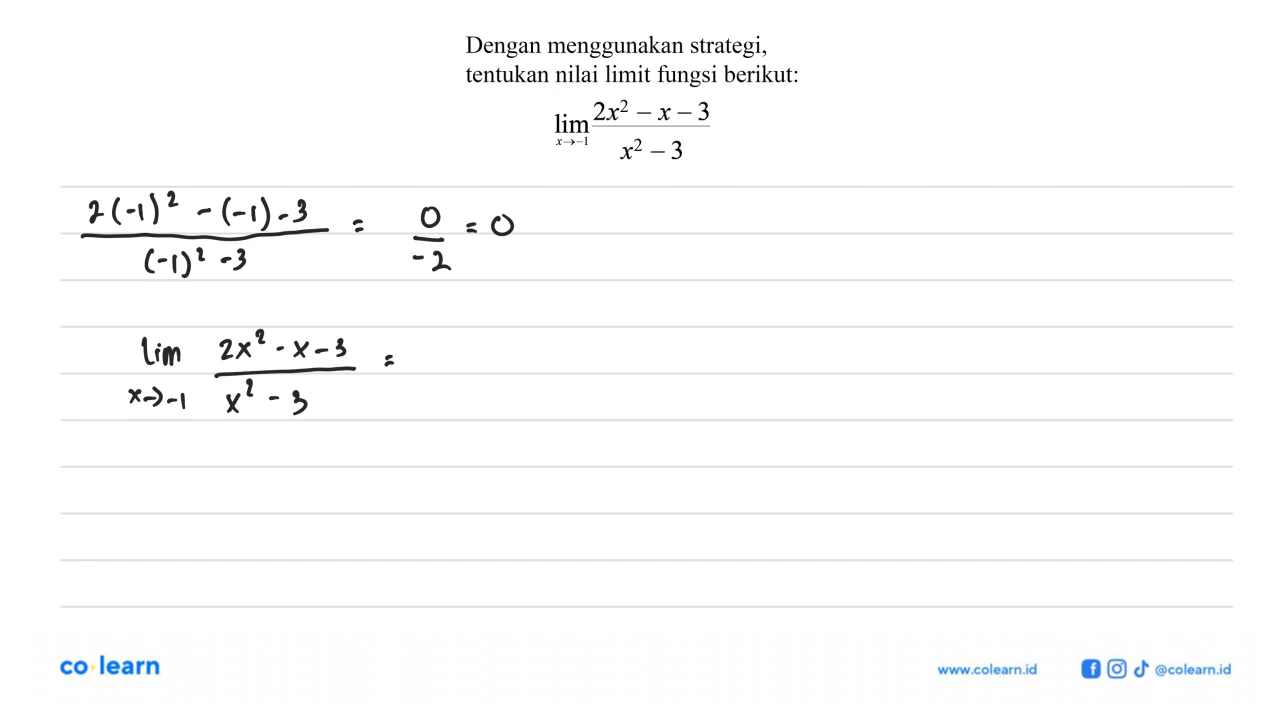 Dengan menggunakan strategi,
tentukan nilai limit fungsi berikut:
lim x→-1 (2x² - x - 3)/(x² - 3)
(2(-1)² - (-1) - 3)/((-1)² - 3) = 0/-2 = 0
lim x→-1 (2x² - x - 3)/(x² - 3) =
co learn
www.colearn.id
@colearn.id